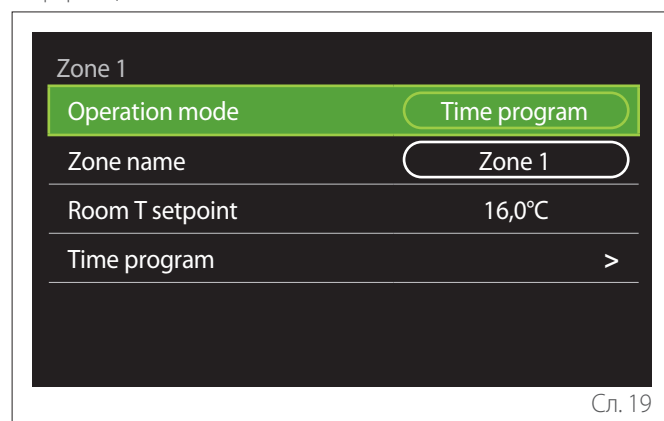 Zone 1
Operation mode Time program
Zone name Zone 1
Room T setpoint 16,0°C
Time program >
Сл. 19